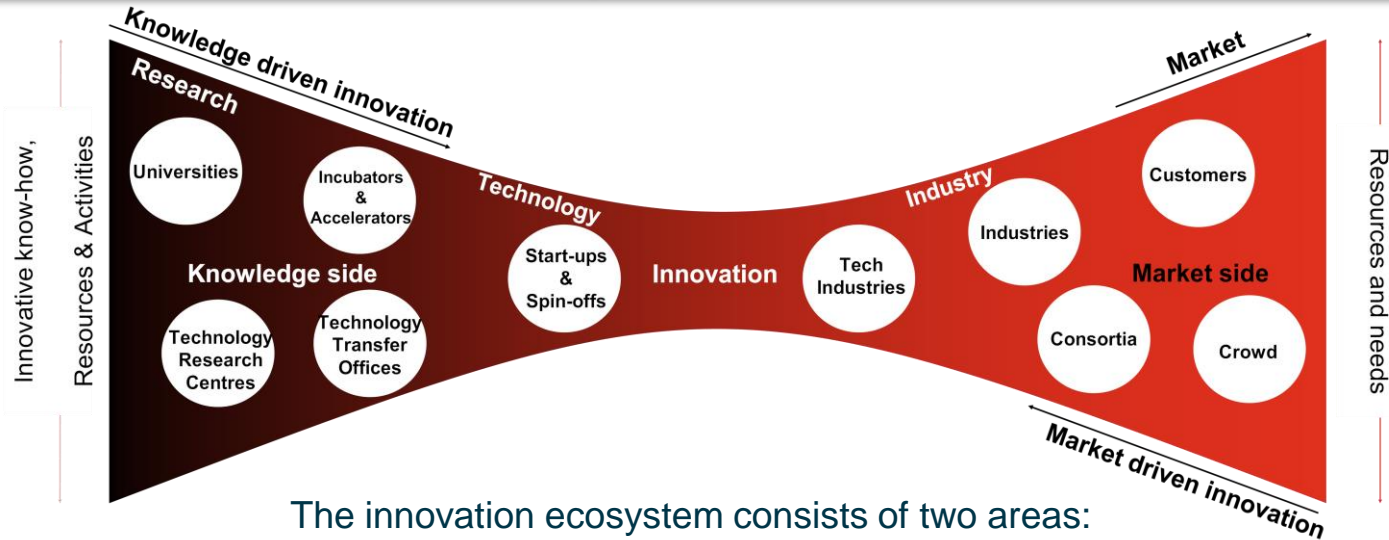 Knowledge driven innovation
Research
Market
Innovative know-how,
Resources & Activities
Universities
Incubators
&
Accelerators
Technology
Industry
Customers
Industries
Resources and needs
Knowledge side
Start-ups
&
Spin-offs
Innovation
Tech
Industries
Market side
Technology
Research
Centres
Technology
Transfer
Offices
Consortia
Crowd
Market driven innovation
The innovation ecosystem consists of two areas: